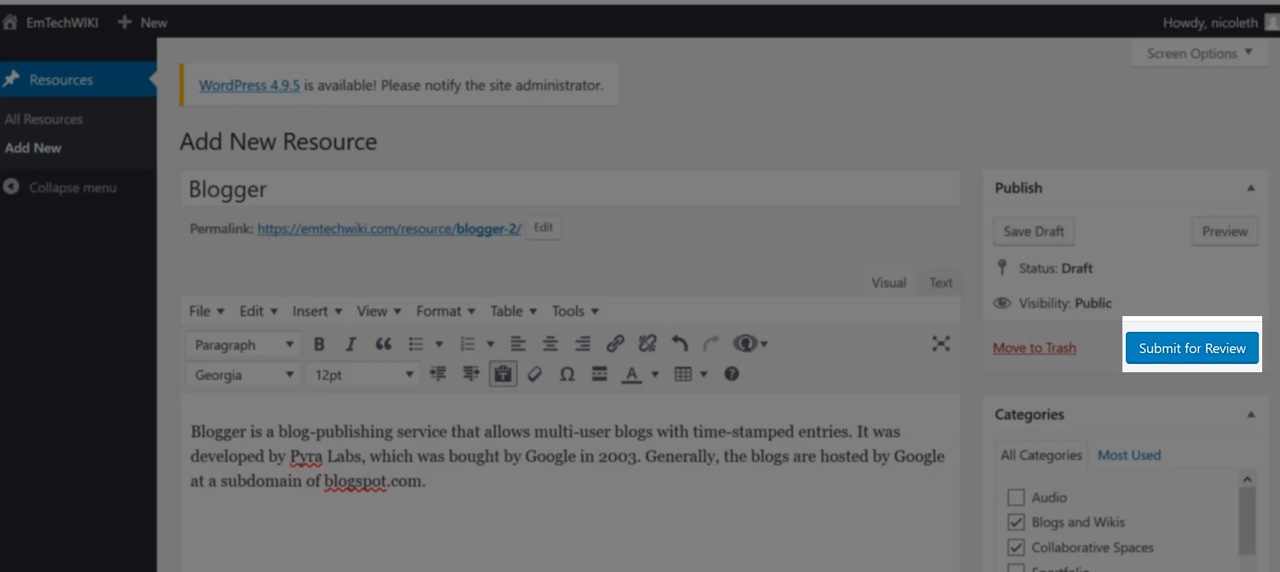 EmTechWIKI + New Howdy, nicoleth
Screen Options
Resources
All Resources
Add New
Collapse menu
WordPress 4.9.5 is available! Please notify the site administrator.
Add New Resource
Blogger
Permalink: https://emtechwiki.com/resource/blogger-2/ Edit
Visual Text
File Edit Insert View Format Table Tools
Paragraph B I
Georgia 12pt Ω A
Blogger is a blog-publishing service that allows multi-user blogs with time-stamped entries. It was
developed by Pyra Labs, which was bought by Google in 2003. Generally, the blogs are hosted by Google
at a subdomain of blogspot.com.
Publish
Save Draft Preview
Status: Draft
Visibility: Public
Move to Trash Submit for Review
Categories
All Categories Most Used
Audio
Blogs and Wikis
Collaborative Spaces